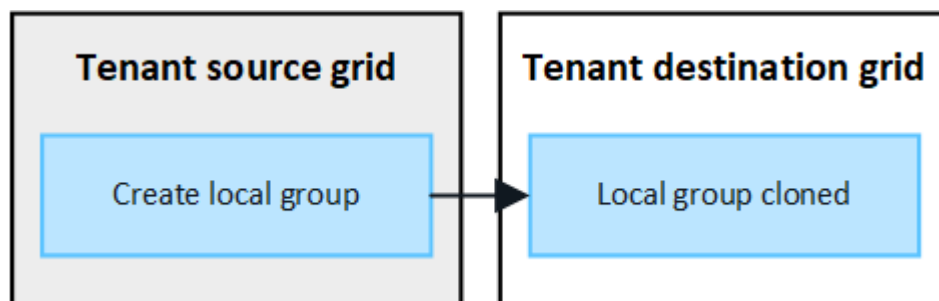 Tenant source grid
Create local group
Tenant destination grid
Local group cloned